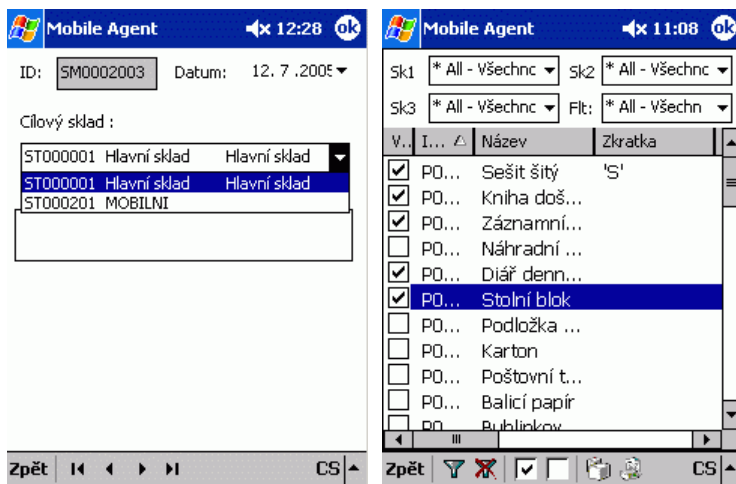 Mobile Agent 12:28 ok
ID: SM0002003 Datum: 12. 7 .2005
Cílový sklad :
ST000001 Hlavní sklad Hlavní sklad
ST000001 Hlavní sklad Hlavní sklad
ST000201 MOBILNI
Zpět CS
Mobile Agent 11:08 ok
Sk1 * All - Všechnc Sk2 * All - Všechnc
Sk3 * All - Všechnc Flt: * All - Všechn
V.. I... Název Zkratka
P0... Sešit šitý 'S'
P0... Kniha doš...
P0... Záznamní...
P0... Náhradní ...
P0... Diář denn...
P0... Stolní blok
P0... Podložka ...
P0... Karton
P0... Poštovní t...
P0... Balicí papír
P0... Bublinkov
Zpět CS